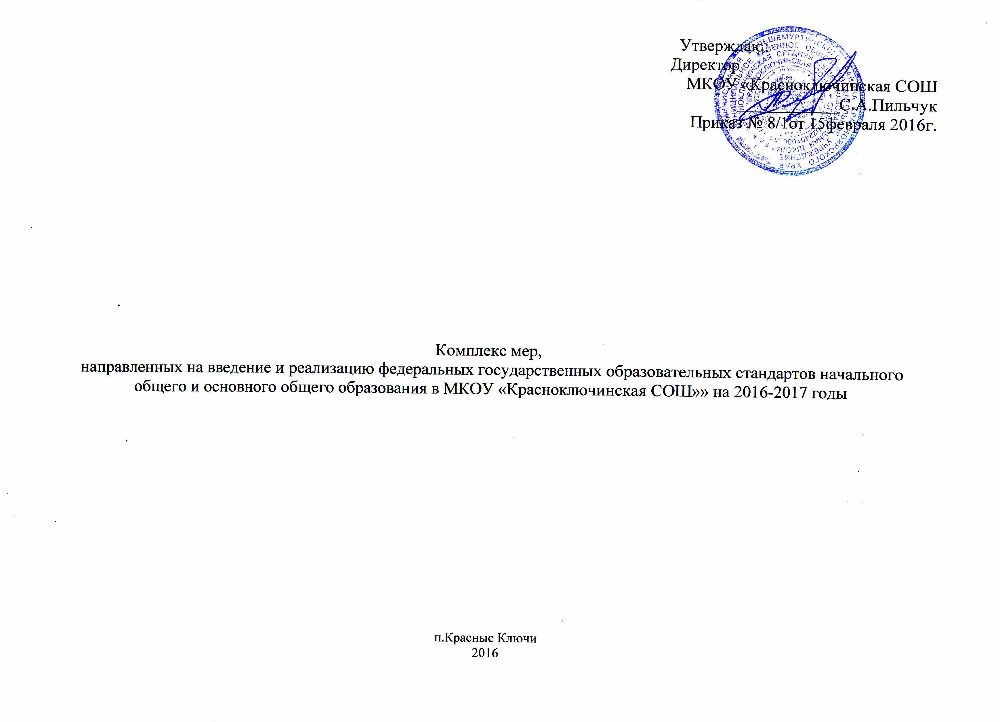 Утверждаю:
Директор
МКОУ «Красноключинская СОШ
С.А.Пильчук
Приказ № 8/1от 15февраля 2016г.
Комплекс мер,
направленных на введение и реализацию федеральных государственных образовательных стандартов начального
общего и основного общего образования в МКОУ «Красноключинская СОШ»» на 2016-2017 годы
п.Красные Ключи
2016